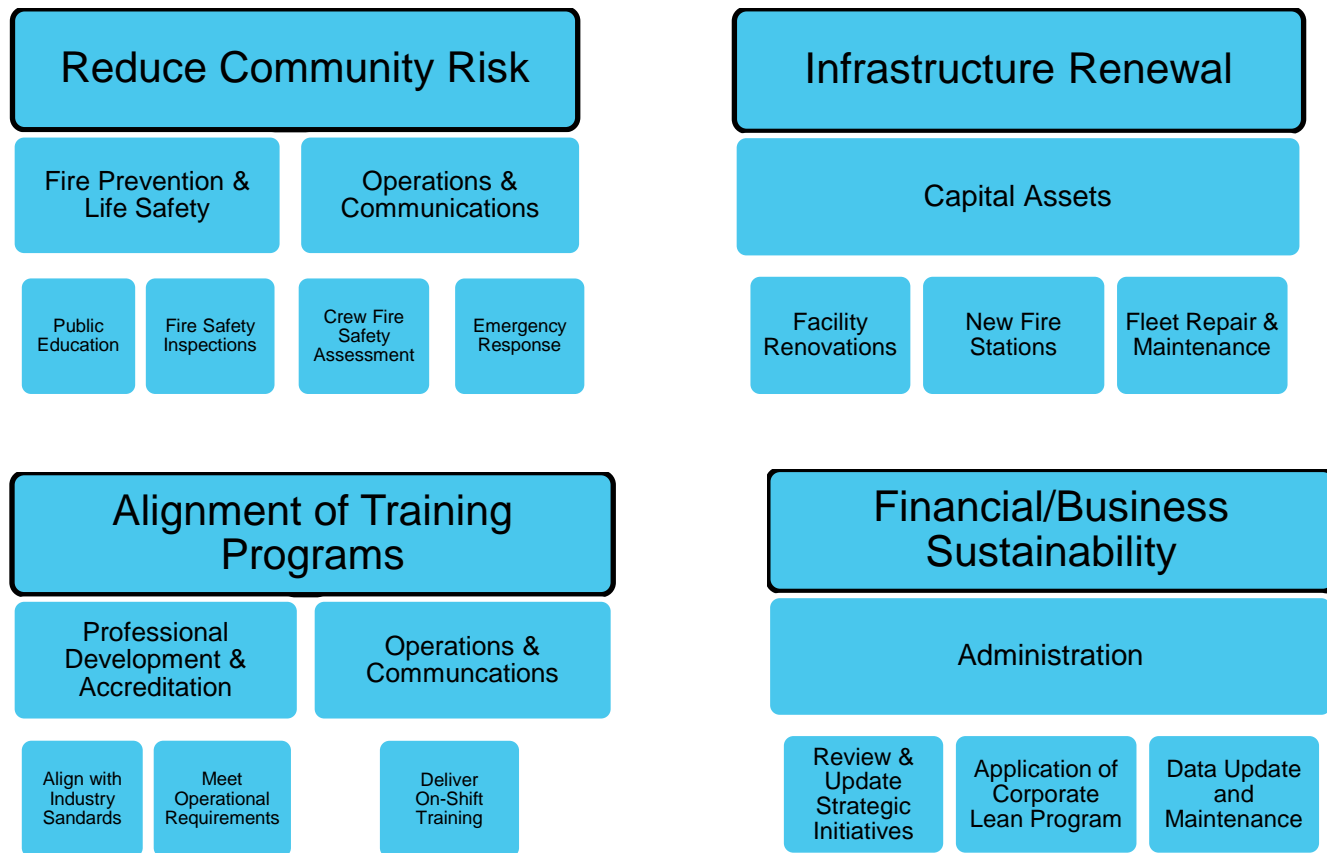 Reduce Community Risk
Fire Prevention &
Life Safety
Operations &
Communications
Public
Education
Fire Safety
Inspections
Crew Fire
Safety
Assessment
Emergency
Response
Infrastructure Renewal
Capital Assets
Facility
Renovations
New Fire
Stations
Fleet Repair &
Maintenance
Alignment of Training
Programs
Professional
Development &
Accreditation
Operations &
Communcations
Align with
Industry
Sandards
Meet
Operational
Requirements
Deliver
On-Shift
Training
Financial/Business
Sustainability
Administration
Review &
Update
Strategic
Initiatives
Application of
Corporate
Lean Program
Data Update
and
Maintenance